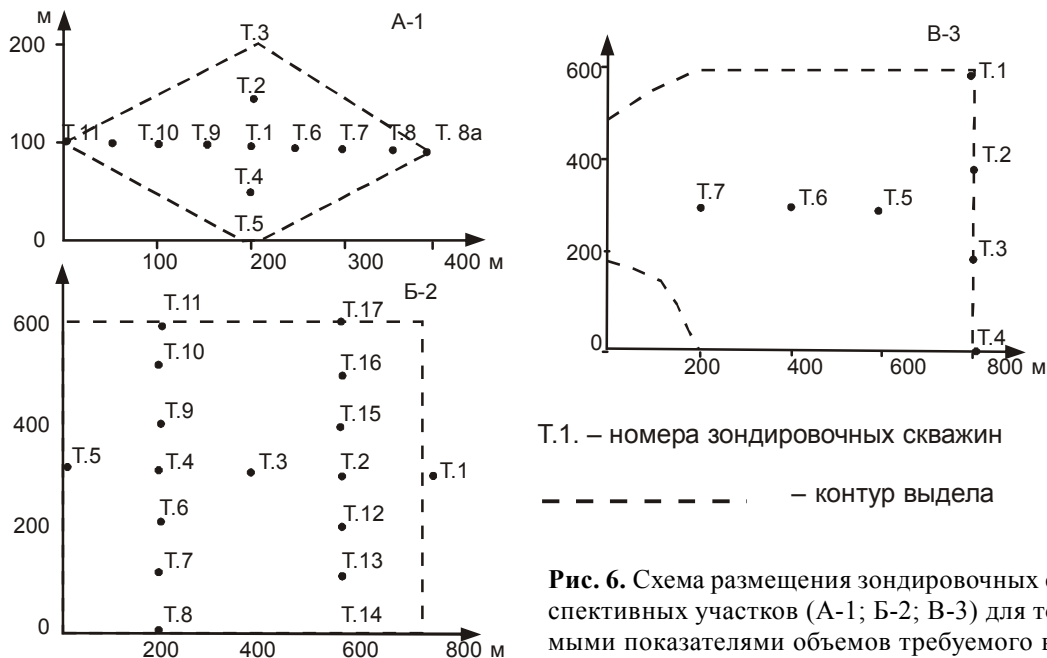 м
А-1
200
Т.3
Т.2
100
Т.11
Т.10
Т.9
Т.1
Т.6
Т.7
Т.8
Т. 8а
Т.4
Т.5
0
100
200
300
400 м
Б-2
600
Т.11
Т.17
Т.10
Т.16
400
Т.9
Т.15
Т.5
Т.4
Т.3
Т.2
Т.1
Т.6
Т.12
200
Т.7
Т.13
Т.8
Т.14
0
200
400
600
800 м
В-3
600
Т.1
400
Т.2
Т.7
Т.6
Т.5
200
Т.3
0
Т.4
200
400
600
800 м
Т.1. – номера зондировочных скважин
– контур выдела
Рис. 6. Схема размещения зондировочных
спективных участков (А-1; Б-2; В-3) для
мыми показателями объемов требуемого